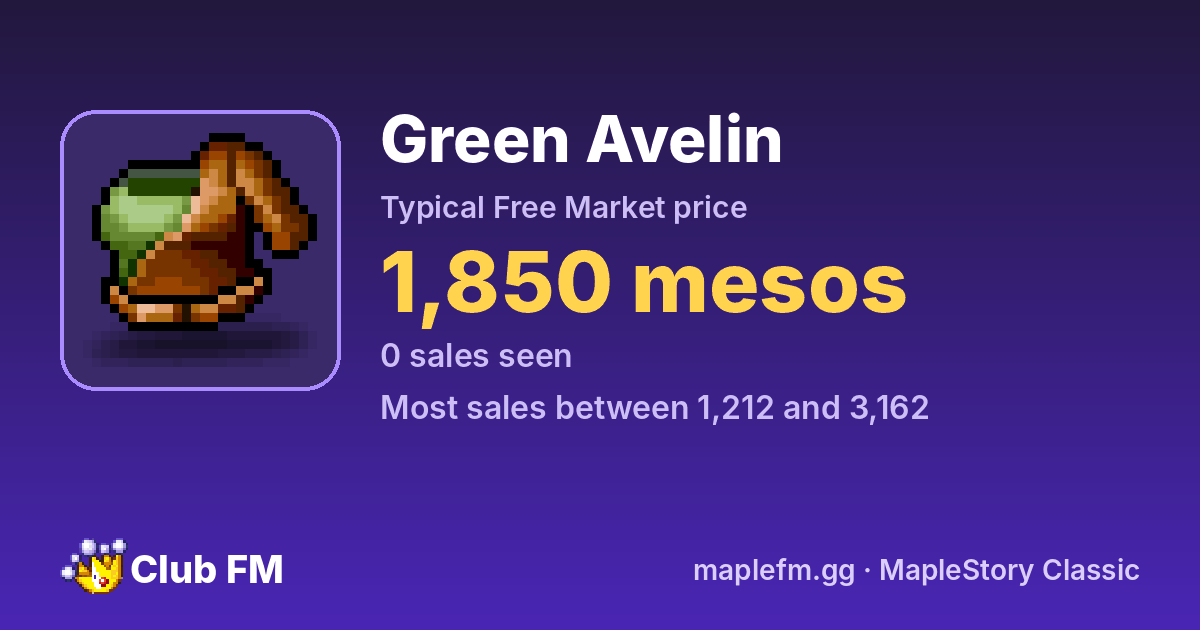 Green Avelin
Typical Free Market price
1,850 mesos
0 sales seen
Most sales between 1,212 and 3,162
Club FM
maplefm.gg · MapleStory Classic